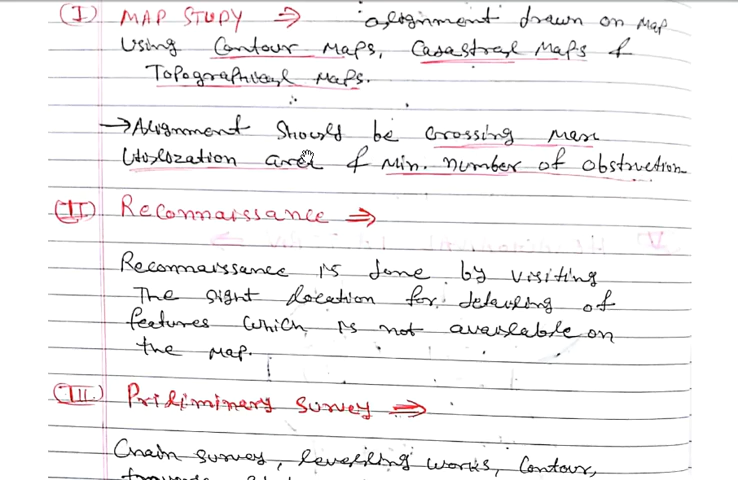 (I) MAP STUDY ⇒ alignment drawn on Map
Using Contour Maps, Cadastral Maps &
Topographical Maps.
→ Alignment Should be crossing Max
Utilization area & Min. number of obstruction
(II) Reconnaissance ⇒
Reconnaissance is done by visiting
The sight location for detailing of
features which is not available on
the Map.
(III) Priliminery survey ⇒
Chain survey, levelling works, Contour,